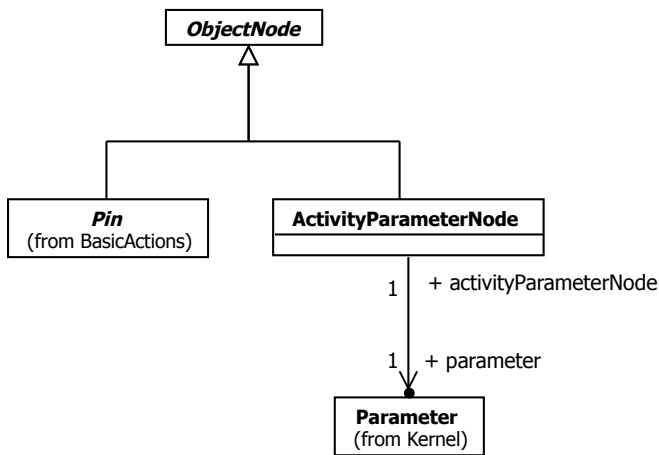 ObjectNode
Pin
(from BasicActions)
ActivityParameterNode
1
+ activityParameterNode
1
+ parameter
Parameter
(from Kernel)